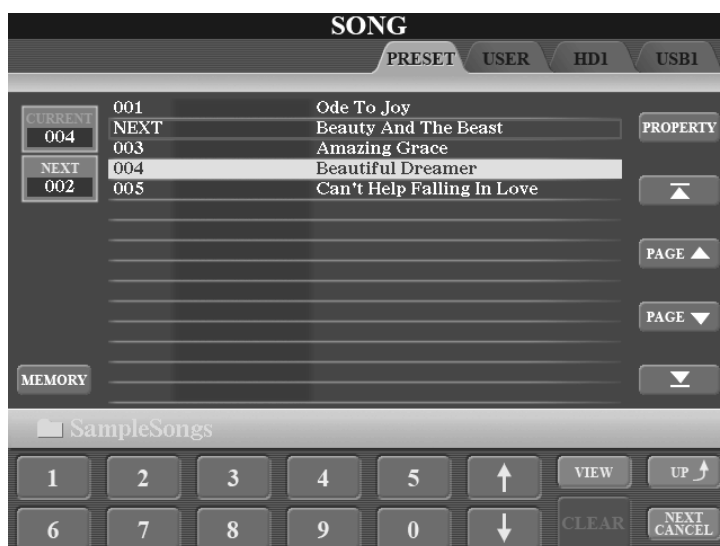 SONG
PRESET USER HD1 USB1
CURRENT
004
NEXT
002
001 Ode To Joy
NEXT Beauty And The Beast
003 Amazing Grace
004 Beautiful Dreamer
005 Can't Help Falling In Love
PROPERTY
PAGE
PAGE
MEMORY
SampleSongs
1 2 3 4 5 VIEW UP
6 7 8 9 0 CLEAR NEXT CANCEL